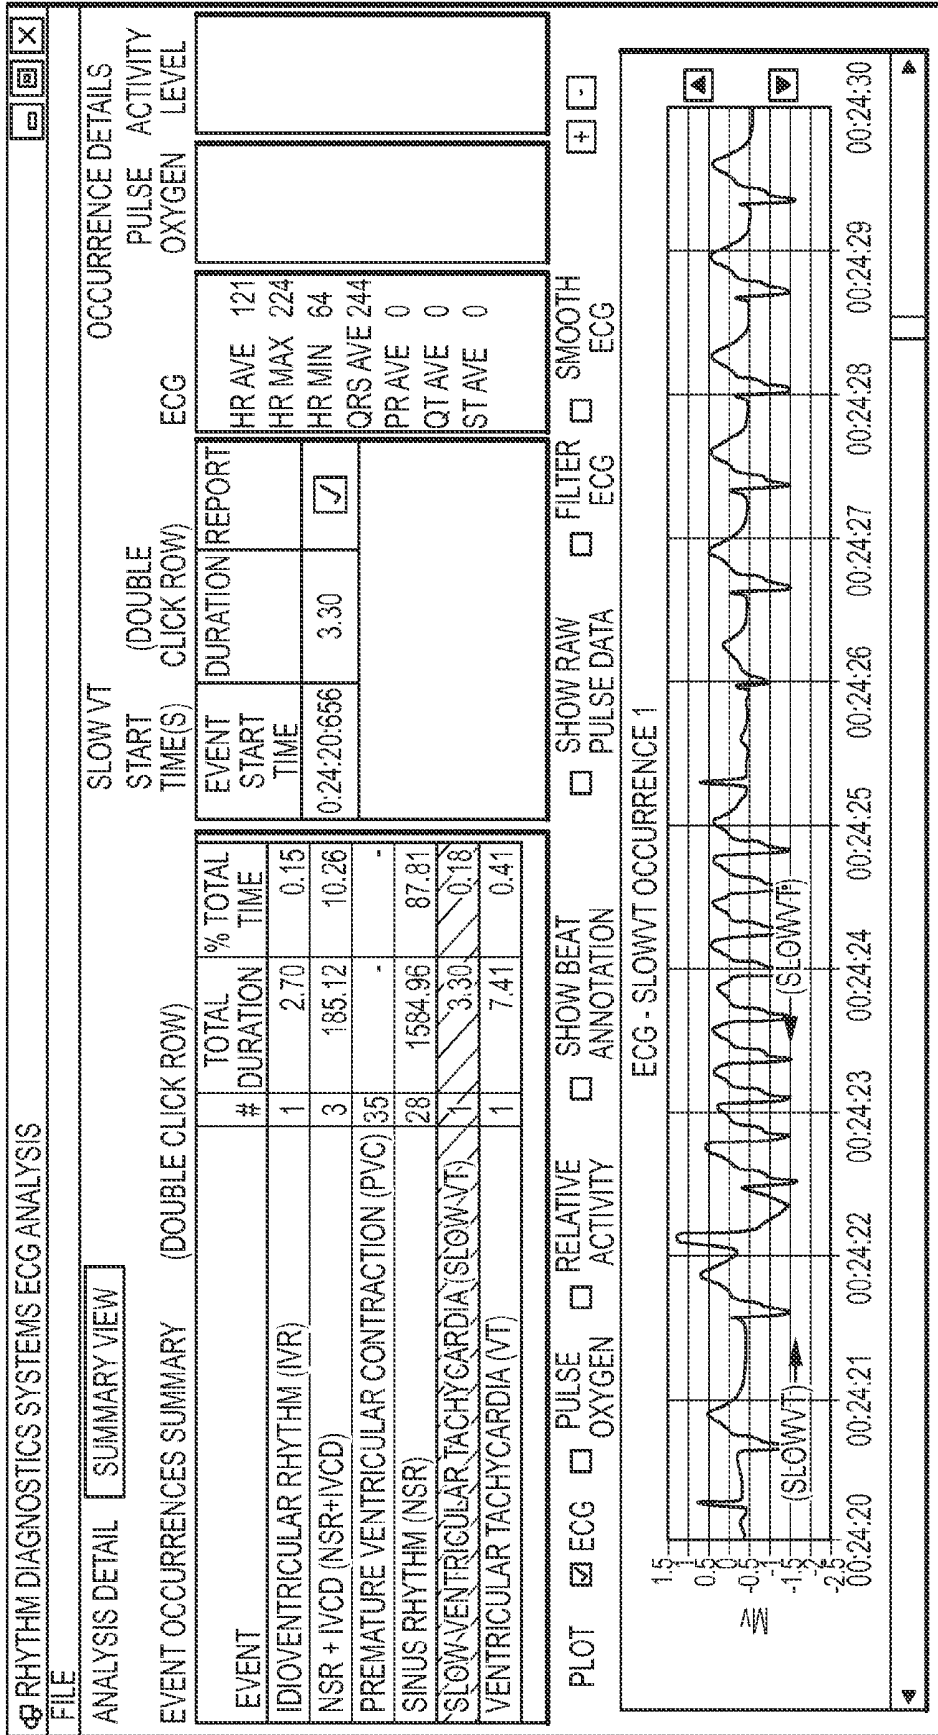 RHYTHM DIAGNOSTICS SYSTEMS ECG ANALYSIS
FILE
ANALYSIS DETAIL SUMMARY VIEW
EVENT OCCURRENCES SUMMARY (DOUBLE CLICK ROW)
EVENT # TOTAL DURATION % TOTAL TIME
IDIOVENTRICULAR RHYTHM (IVR) 1 2.70 0.15
NSR + IVCD (NSR+IVCD) 3 185.12 10.26
PREMATURE VENTRICULAR CONTRACTION (PVC) 35 - -
SINUS RHYTHM (NSR) 28 1584.96 87.81
SLOW-VENTRICULAR TACHYCARDIA (SLOW-VT) 1 3.30 0.18
VENTRICULAR TACHYCARDIA (VT) 1 7.41 0.41
SLOW VT
START (DOUBLE
TIME(S) CLICK ROW)
EVENT START TIME DURATION REPORT
0:24:20:656 3.30 ✓
OCCURRENCE DETAILS
ECG PULSE OXYGEN ACTIVITY LEVEL
HR AVE 121
HR MAX 224
HR MIN 64
QRS AVE 244
PR AVE 0
QT AVE 0
ST AVE 0
PLOT ☑ ECG ☐ PULSE OXYGEN ☐ RELATIVE ACTIVITY ☐ SHOW BEAT ANNOTATION ☐ SHOW RAW PULSE DATA ☐ FILTER ECG ☐ SMOOTH ECG + -
ECG - SLOWVT OCCURRENCE 1
Mv
1.5
1
0.5
0
-0.5
-1
-1.5
-2
-2.5
(SLOWVT) (SLOWVT)
00:24:20 00:24:21 00:24:22 00:24:23 00:24:24 00:24:25 00:24:26 00:24:27 00:24:28 00:24:29 00:24:30